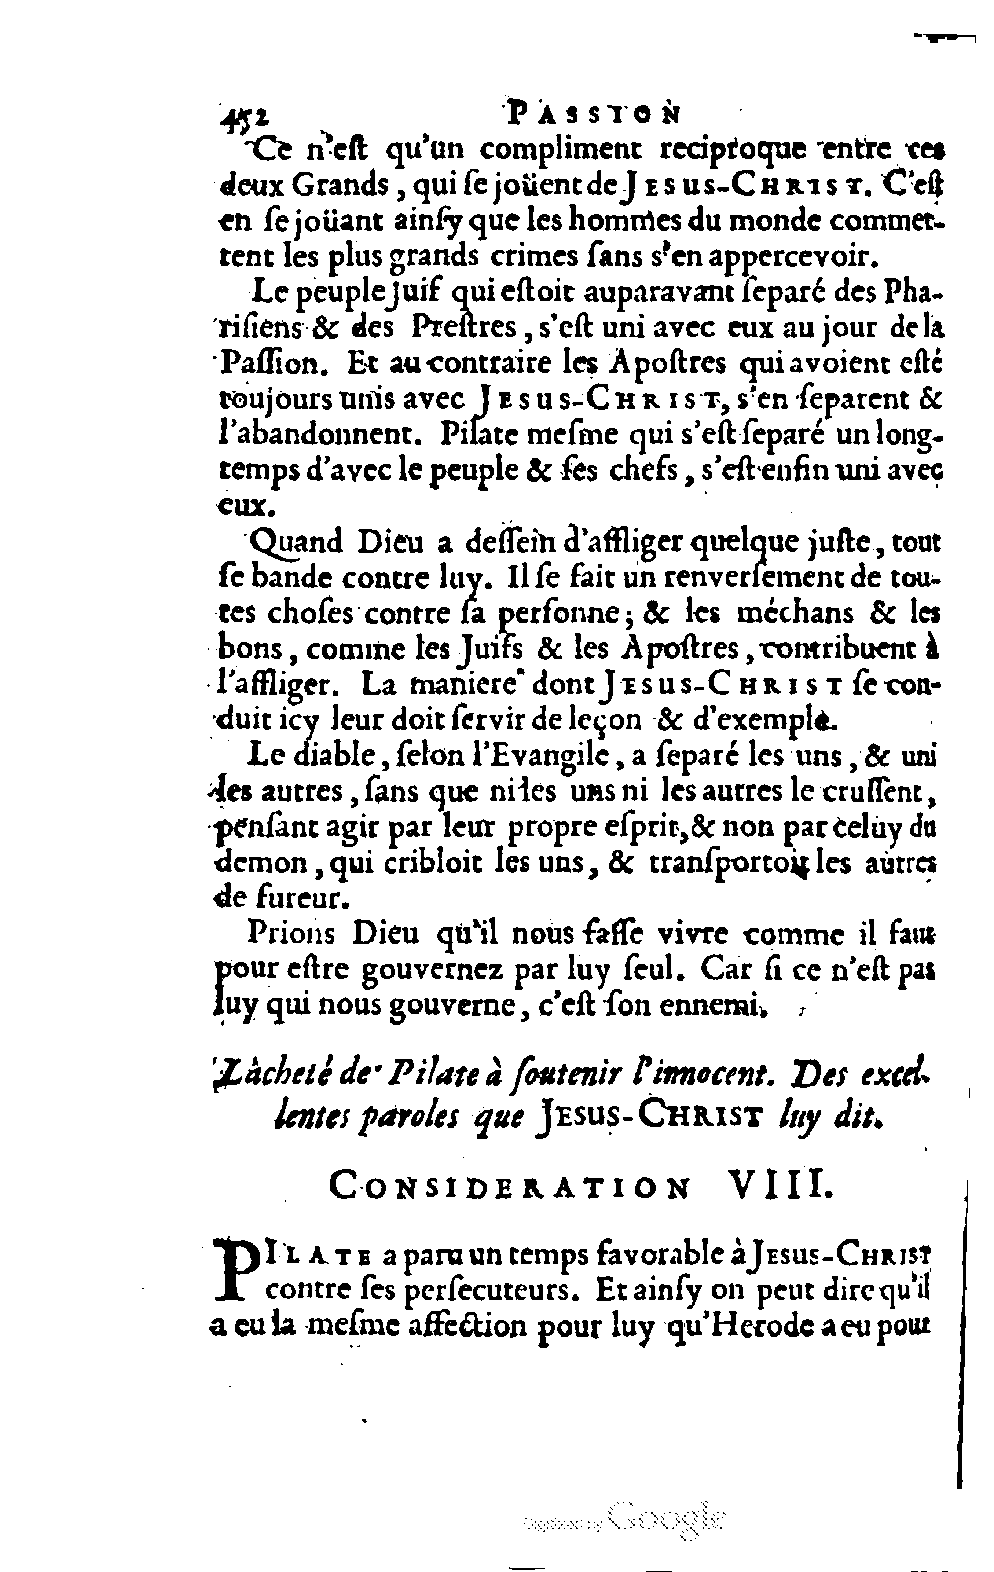 452 PASSION
Ce n'eſt qu'un compliment reciproque entre ces
deux Grands, qui ſe joüent de JESUS-CHRIST. C'eſt
en ſe joüant ainſy que les hommes du monde commet-
tent les plus grands crimes ſans s'en appercevoir.
Le peuple Juif qui eſtoit auparavant ſeparé des Pha-
riſiens & des Preſtres, s'eſt uni avec eux au jour de la
Paſſion. Et au contraire les Apoſtres qui avoient eſté
toujours unis avec JESUS-CHRIST, s'en ſeparent &
l'abandonnent. Pilate meſme qui s'eſt ſeparé un long-
temps d'avec le peuple & ſes chefs, s'eſt enfin uni avec
eux.
Quand Dieu a deſſein d'affliger quelque juſte, tout
ſe bande contre luy. Il ſe fait un renverſement de tou-
tes choſes contre ſa perſonne; & les méchans & les
bons, comme les Juifs & les Apoſtres, contribuent à
l'affliger. La maniere dont JESUS-CHRIST ſe con-
duit icy leur doit ſervir de leçon & d'exemple.
Le diable, ſelon l'Evangile, a ſeparé les uns, & uni
les autres, ſans que ni les uns ni les autres le cruſſent,
penſant agir par leur propre eſprit, & non par celuy du
demon, qui cribloit les uns, & tranſportoit les autres
de fureur.
Prions Dieu qu'il nous faſſe vivre comme il faut
pour eſtre gouvernez par luy ſeul. Car ſi ce n'eſt pas
luy qui nous gouverne, c'eſt ſon ennemi.
Lâcheté de Pilate à ſoutenir l'innocent. Des excel-
lentes paroles que JESUS-CHRIST luy dit.
CONSIDERATION VIII.
PILATE a paru un temps favorable à JESUS-CHRIST
contre ſes perſecuteurs. Et ainſy on peut dire qu'il
a eu la meſme affection pour luy qu'Herode a eu pour
Digitized by Google